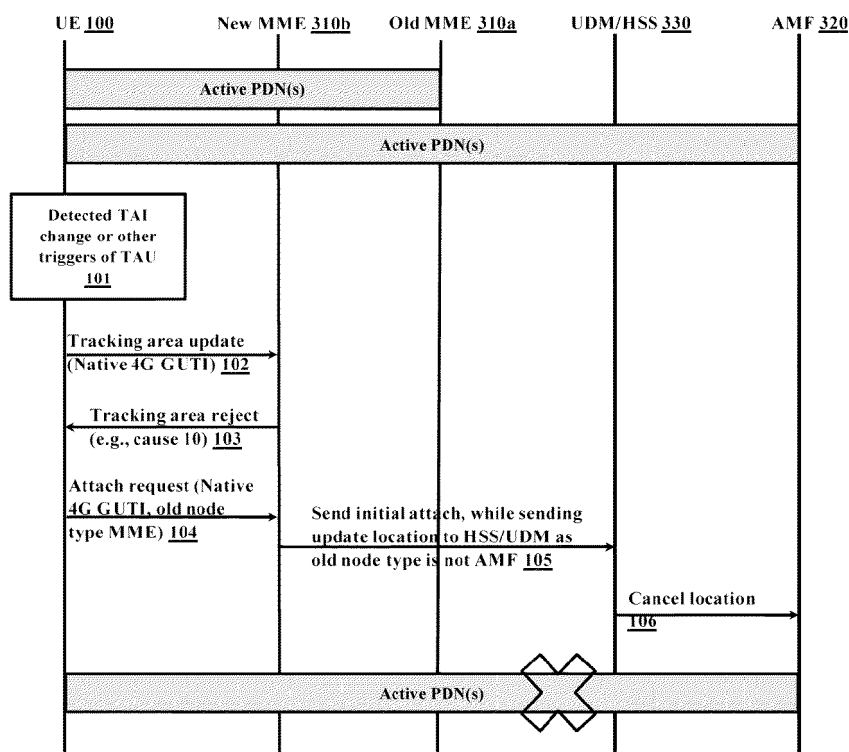 UE 100 New MME 310b Old MME 310a UDM/HSS 330 AMF 320
Active PDN(s)
Active PDN(s)
Detected TAI
change or other
triggers of TAU
101
Tracking area update
(Native 4G GUTI) 102
Tracking area reject
(e.g., cause 10) 103
Attach request (Native
4G GUTI, old node
type MME) 104
Send initial attach, while sending
update location to HSS/UDM as
old node type is not AMF 105
Cancel location
106
Active PDN(s)